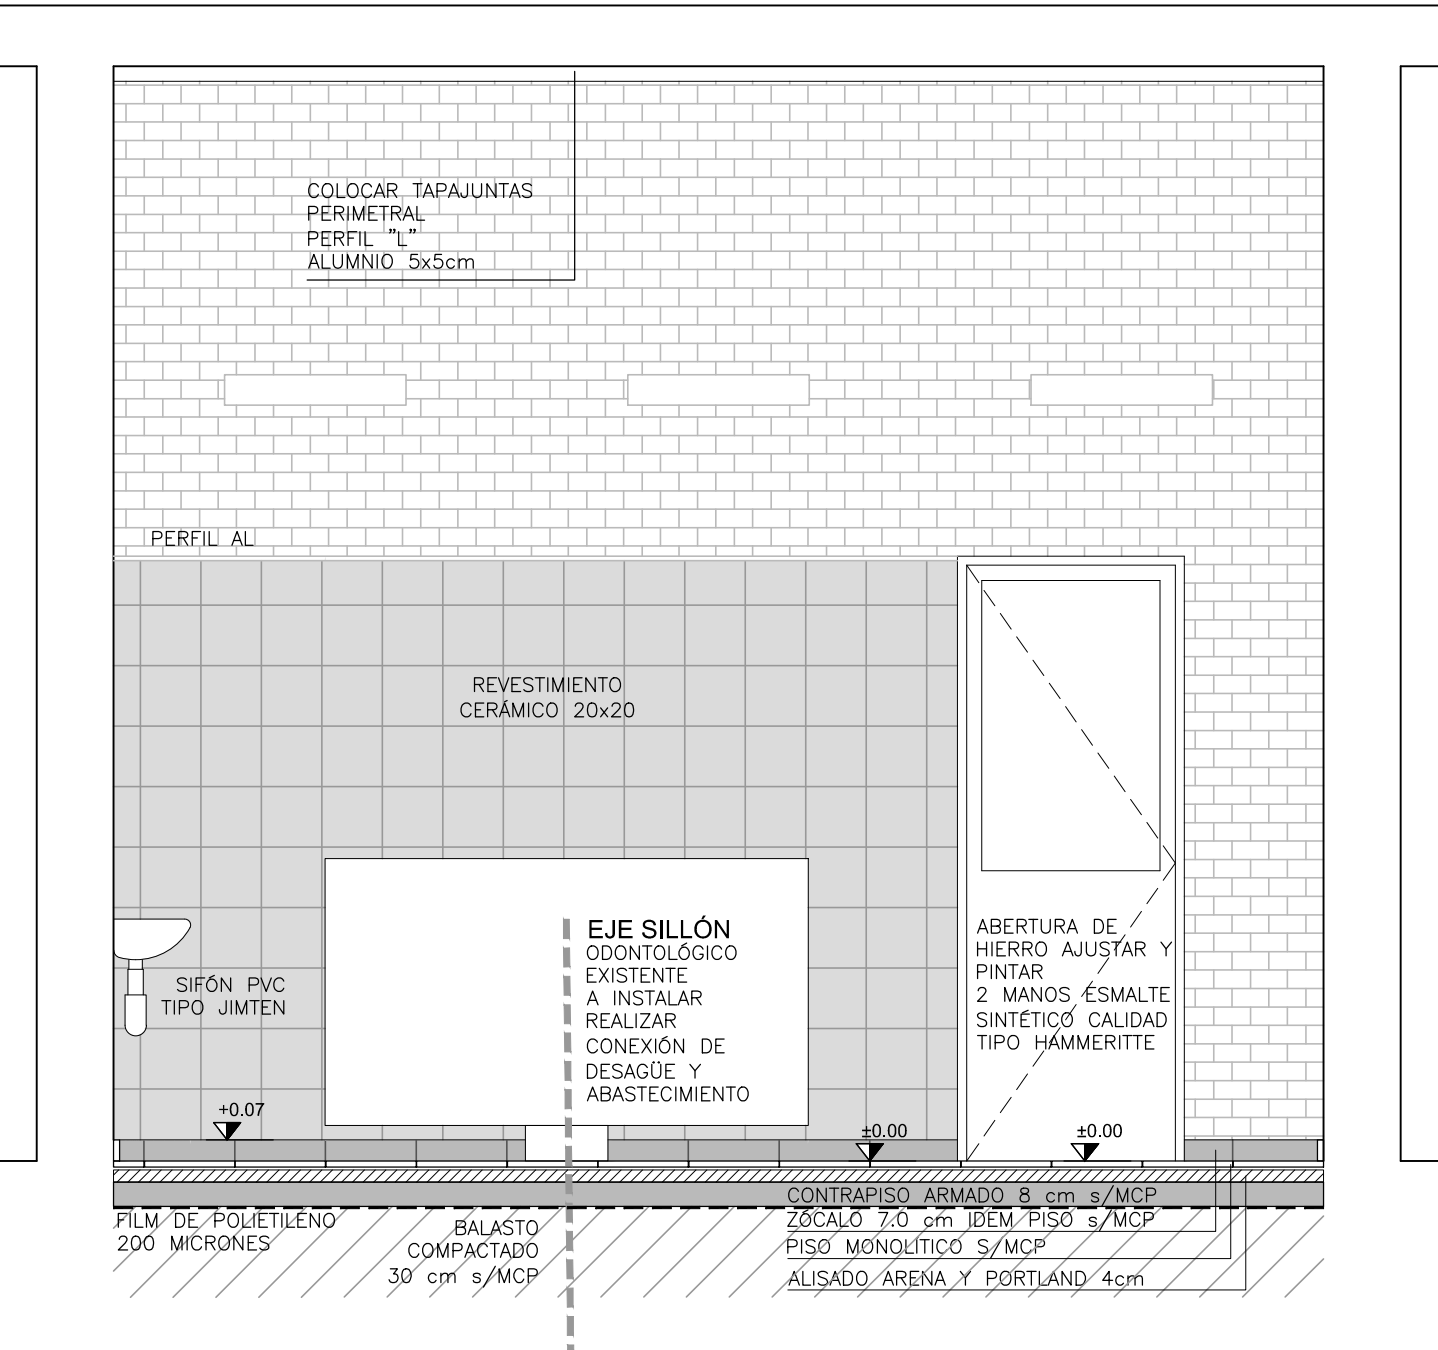 COLOCAR TAPAJUNTAS
PERIMETRAL
PERFIL "L"
ALUMNIO 5x5cm
PERFIL AL
REVESTIMIENTO
CERÁMICO 20x20
SIFÓN PVC
TIPO JIMTEN
EJE SILLÓN
ODONTOLÓGICO
EXISTENTE
A INSTALAR
REALIZAR
CONEXIÓN DE
DESAGÜE Y
ABASTECIMIENTO
ABERTURA DE
HIERRO AJUSTAR Y
PINTAR
2 MANOS ESMALTE
SINTÉTICO CALIDAD
TIPO HAMMERITTE
+0.07
±0.00
±0.00
FILM DE POLIETILENO
200 MICRONES
BALASTO
COMPACTADO
30 cm s/MCP
CONTRAPISO ARMADO 8 cm s/MCP
ZÓCALO 7.0 cm IDEM PISO s/MCP
PISO MONOLÍTICO S/MCP
ALISADO ARENA Y PORTLAND 4cm